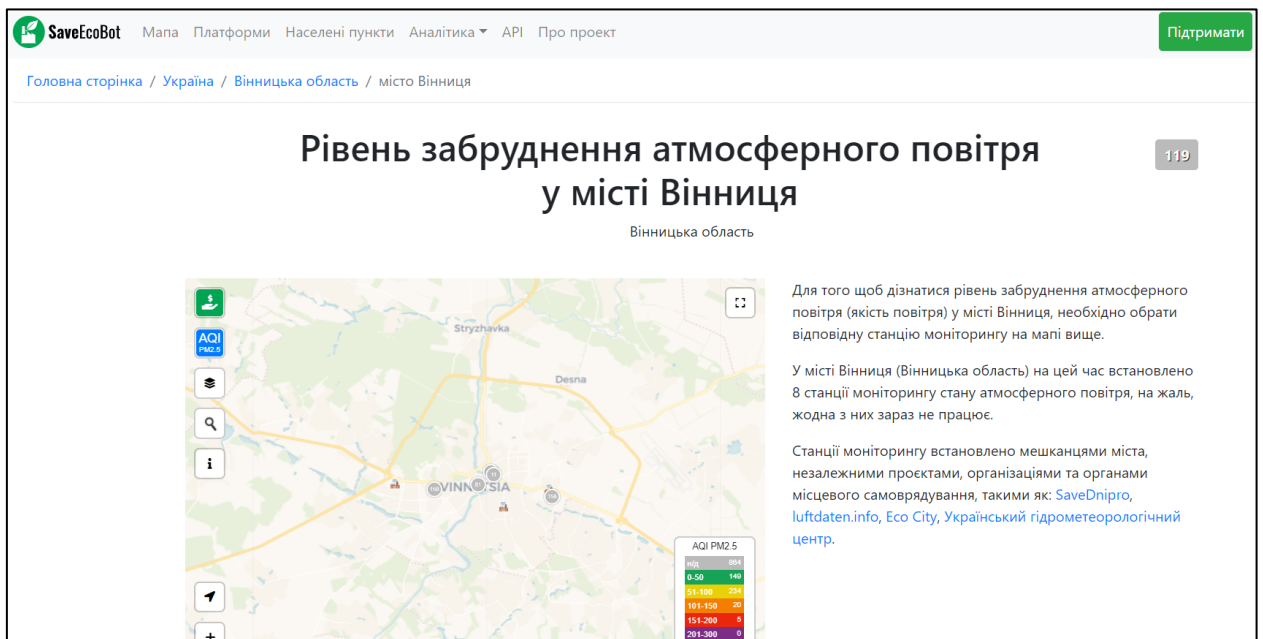 SaveEcoBot Мапа Платформи Населені пункти Аналітика API Про проект Підтримати
Головна сторінка / Україна / Вінницька область / місто Вінниця
Рівень забруднення атмосферного повітря
у місті Вінниця
119
Вінницька область
Для того щоб дізнатися рівень забруднення атмосферного
повітря (якість повітря) у місті Вінниця, необхідно обрати
відповідну станцію моніторингу на мапі вище.
У місті Вінниця (Вінницька область) на цей час встановлено
8 станції моніторингу стану атмосферного повітря, на жаль,
жодна з них зараз не працює.
Станції моніторингу встановлено мешканцями міста,
незалежними проєктами, організаціями та органами
місцевого самоврядування, такими як: SaveDnipro,
luftdaten.info, Eco City, Український гідрометеорологічний
центр.
AQI
PM2.5
Stryzhavka
Desna
AQI PM2.5
н/д 864
0-50 149
51-100 234
101-150 20
151-200 5
201-300 0